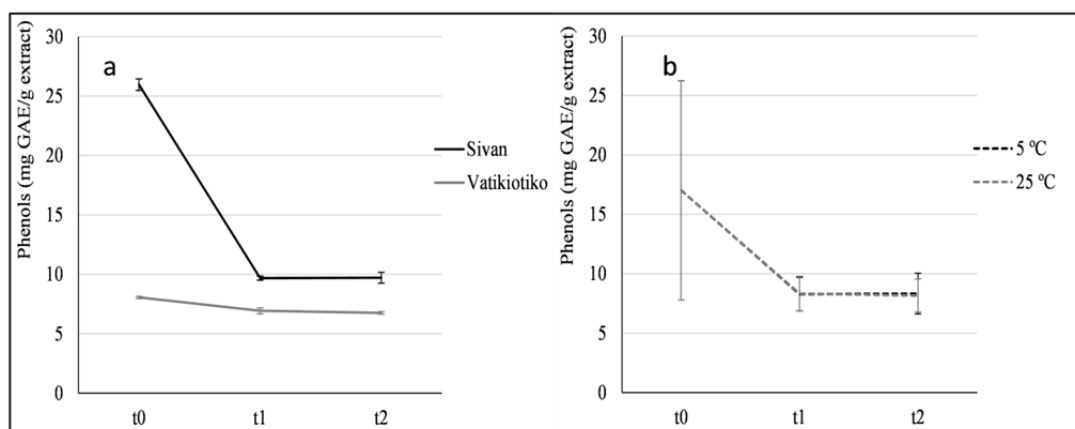 Phenols (mg GAE/g extract)
30
25
20
15
10
5
0
a
Sivan
Vatikiotiko
t0 t1 t2
Phenols (mg GAE/g extract)
30
25
20
15
10
5
0
b
5 ºC
25 ºC
t0 t1 t2